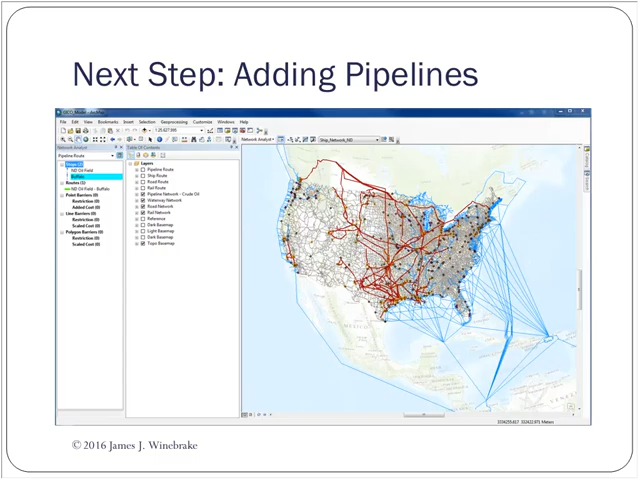 Next Step: Adding Pipelines
File Edit View Bookmarks Insert Selection Geoprocessing Customize Windows Help
Network Analyst
Ship_Network_ND
Network Analyst
Table Of Contents
Pipeline Route
Layers
Stops (2)
ND Oil Field
Buffalo
Routes (1)
ND Oil Field - Buffalo
Point Barriers (0)
Restriction (0)
Added Cost (0)
Line Barriers (0)
Restriction (0)
Scaled Cost (0)
Polygon Barriers (0)
Restriction (0)
Scaled Cost (0)
Pipeline Route
Ship Route
Road Route
Rail Route
Pipeline Network - Crude Oil
Waterway Network
Road Network
Rail Network
Reference
Dark Basemap
Light Basemap
Dark Basemap
Topo Basemap
MEXICO
Meters
© 2016 James J. Winebrake